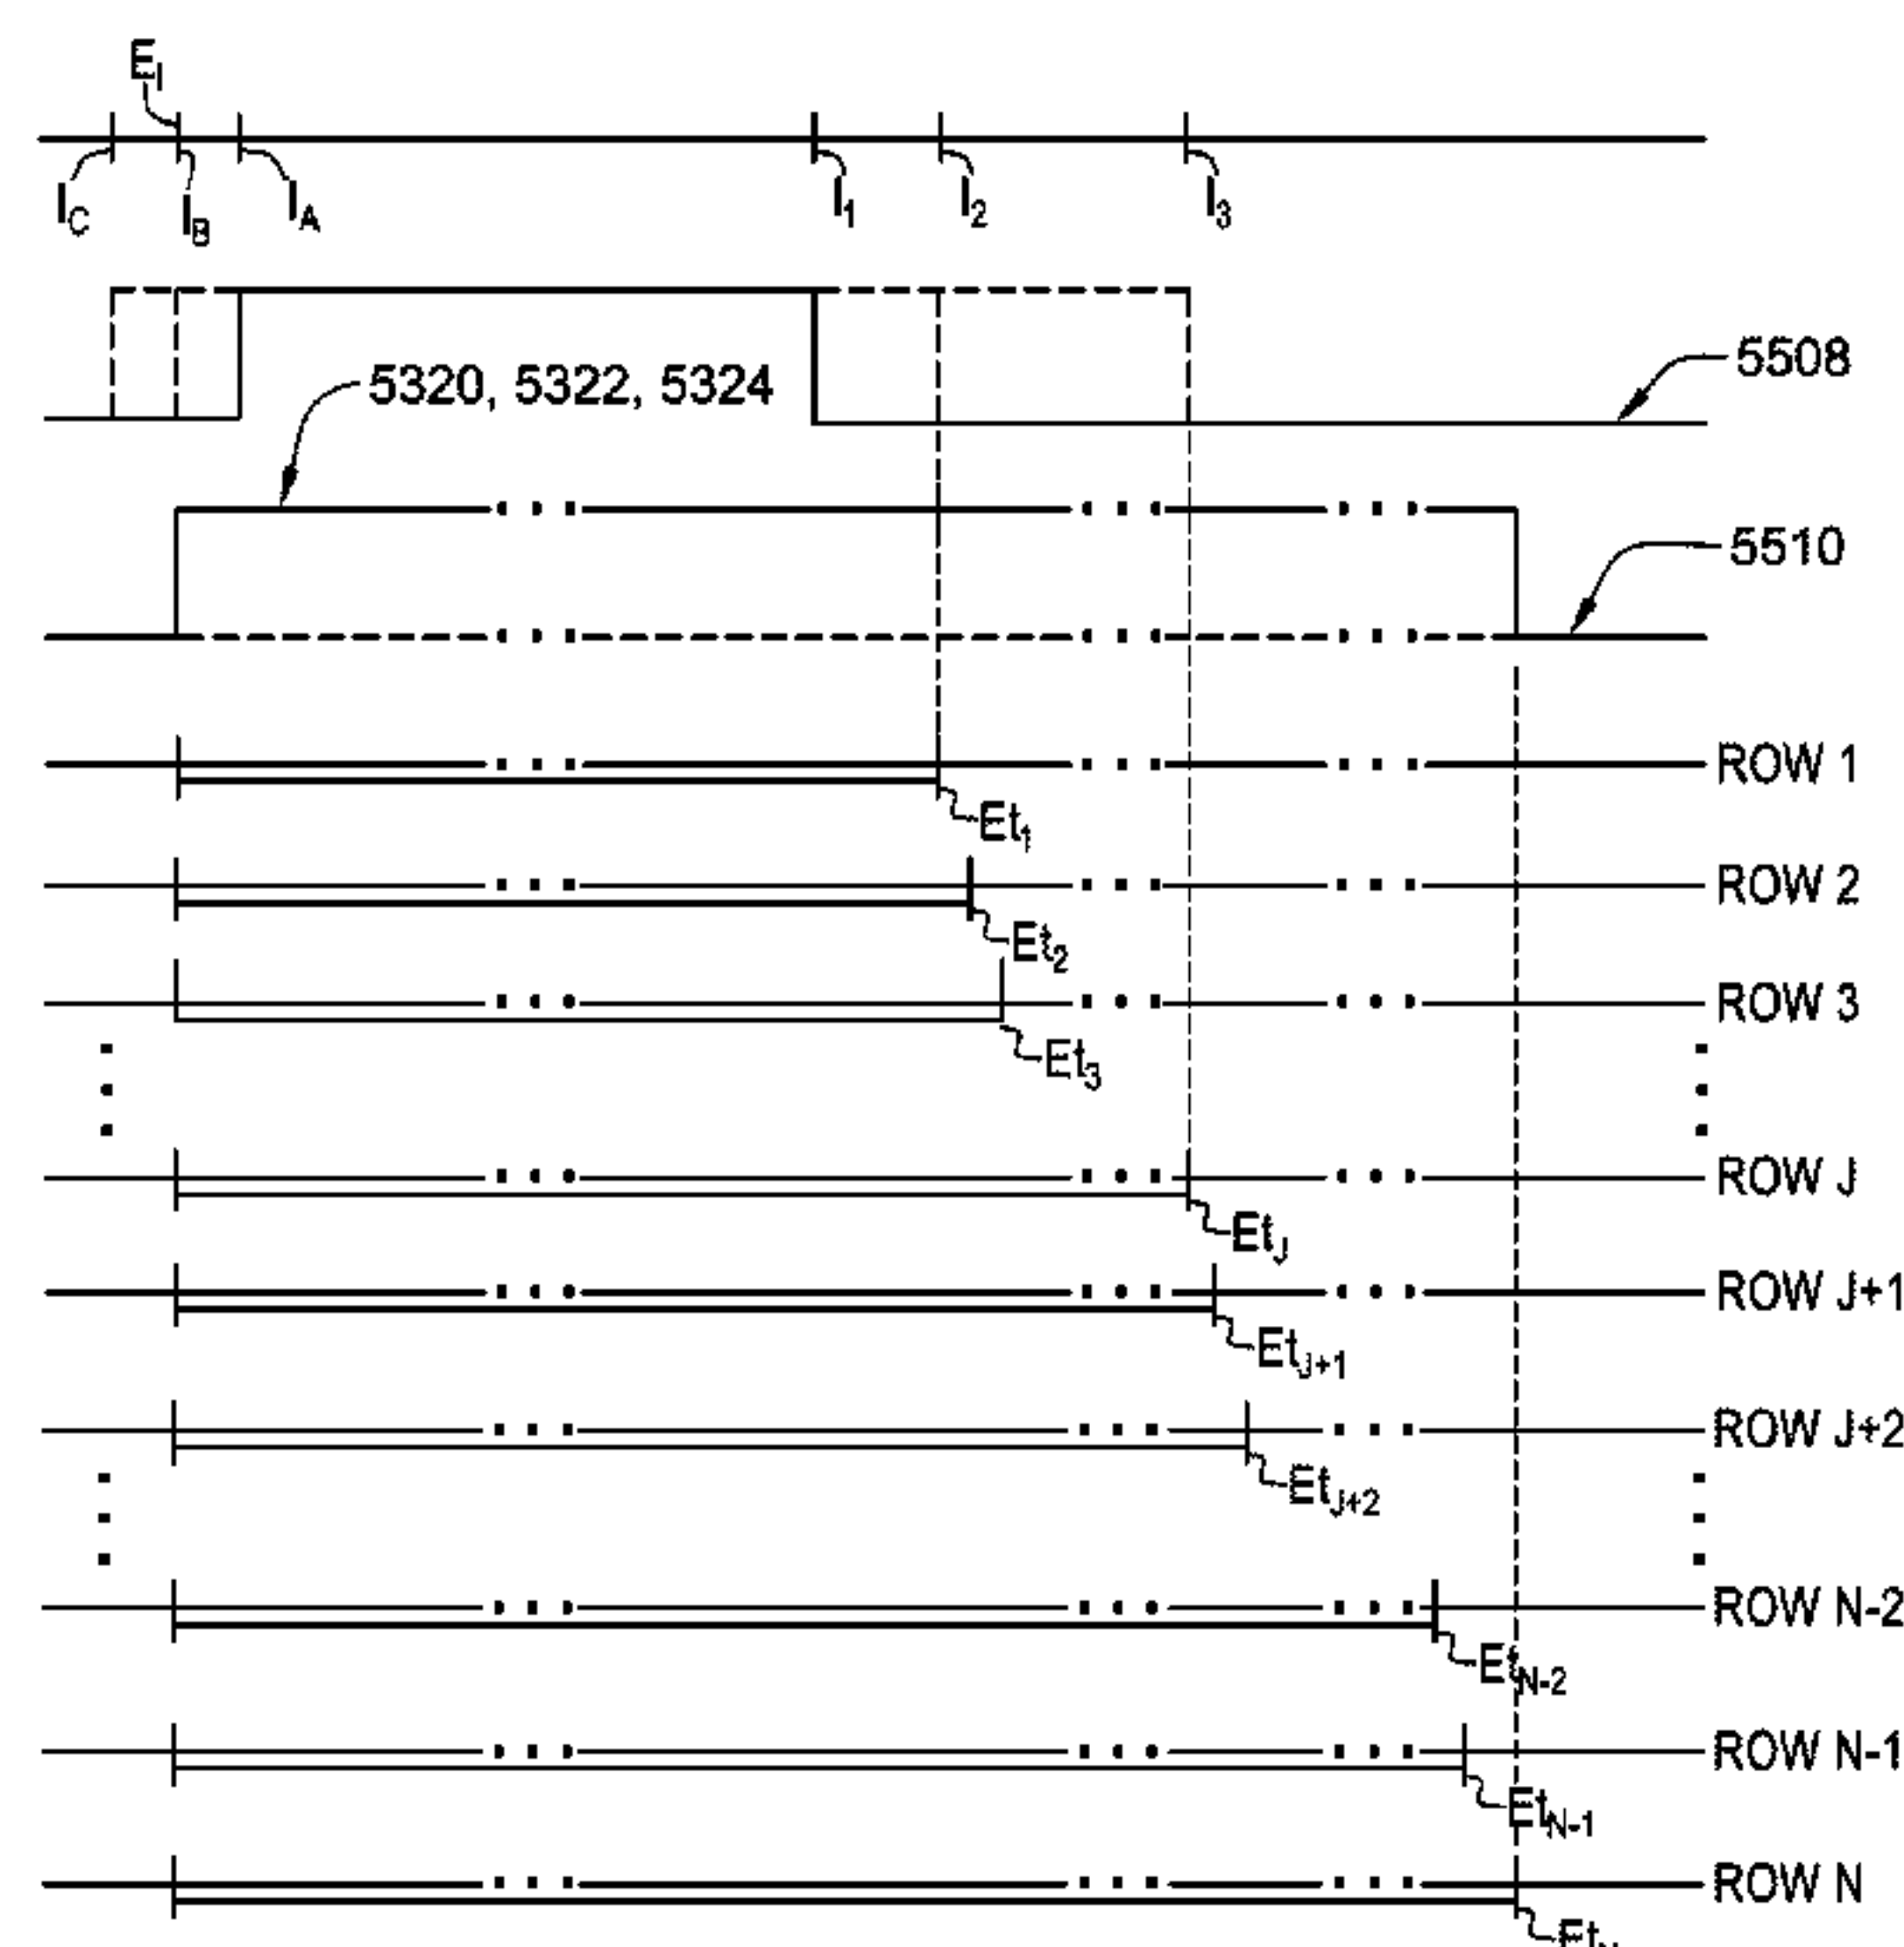 E_I
I_C I_B I_A I_1 I_2 I_3
5320, 5322, 5324
5508
5510
ROW 1
Et_1
ROW 2
Et_2
ROW 3
Et_3
ROW J
Et_J
ROW J+1
Et_J+1
ROW J+2
Et_J+2
ROW N-2
Et_N-2
ROW N-1
Et_N-1
ROW N
Et_N